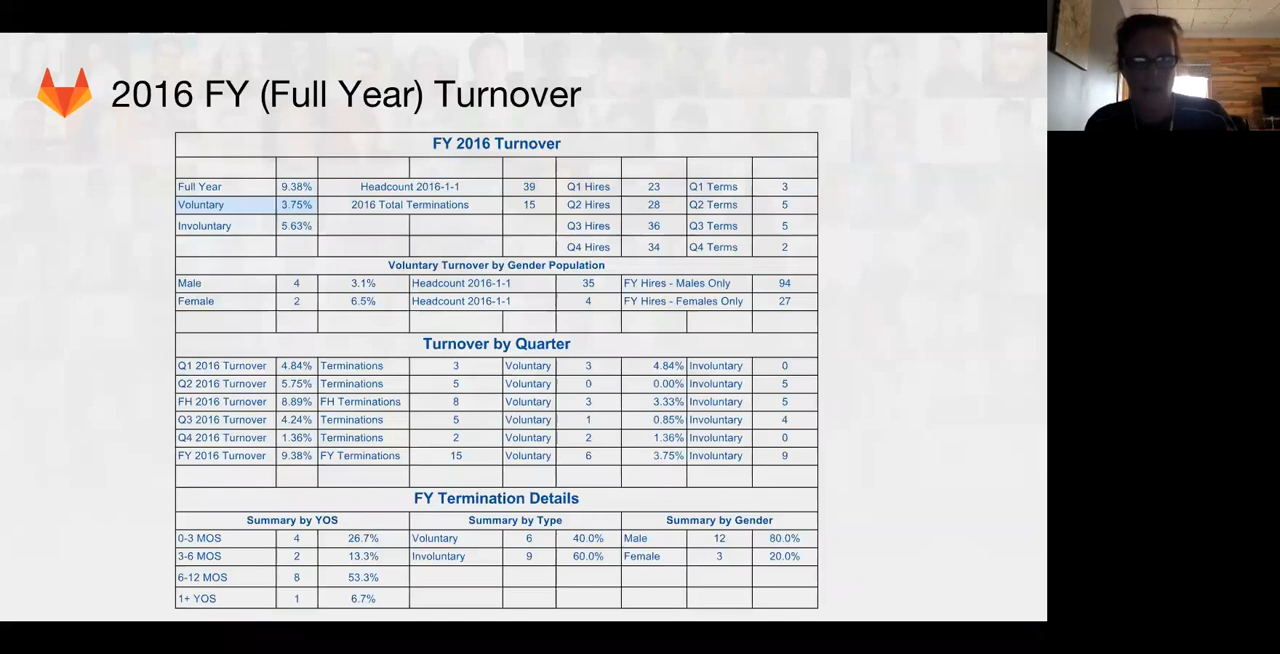 2016 FY (Full Year) Turnover
FY 2016 Turnover
Full Year 9.38% Headcount 2016-1-1 39 Q1 Hires 23 Q1 Terms 3
Voluntary 3.75% 2016 Total Terminations 15 Q2 Hires 28 Q2 Terms 5
Involuntary 5.63% Q3 Hires 36 Q3 Terms 5
Q4 Hires 34 Q4 Terms 2
Voluntary Turnover by Gender Population
Male 4 3.1% Headcount 2016-1-1 35 FY Hires - Males Only 94
Female 2 6.5% Headcount 2016-1-1 4 FY Hires - Females Only 27
Turnover by Quarter
Q1 2016 Turnover 4.84% Terminations 3 Voluntary 3 4.84% Involuntary 0
Q2 2016 Turnover 5.75% Terminations 5 Voluntary 0 0.00% Involuntary 5
FH 2016 Turnover 8.89% FH Terminations 8 Voluntary 3 3.33% Involuntary 5
Q3 2016 Turnover 4.24% Terminations 5 Voluntary 1 0.85% Involuntary 4
Q4 2016 Turnover 1.36% Terminations 2 Voluntary 2 1.36% Involuntary 0
FY 2016 Turnover 9.38% FY Terminations 15 Voluntary 6 3.75% Involuntary 9
FY Termination Details
Summary by YOS Summary by Type Summary by Gender
0-3 MOS 4 26.7% Voluntary 6 40.0% Male 12 80.0%
3-6 MOS 2 13.3% Involuntary 9 60.0% Female 3 20.0%
6-12 MOS 8 53.3%
1+ YOS 1 6.7%